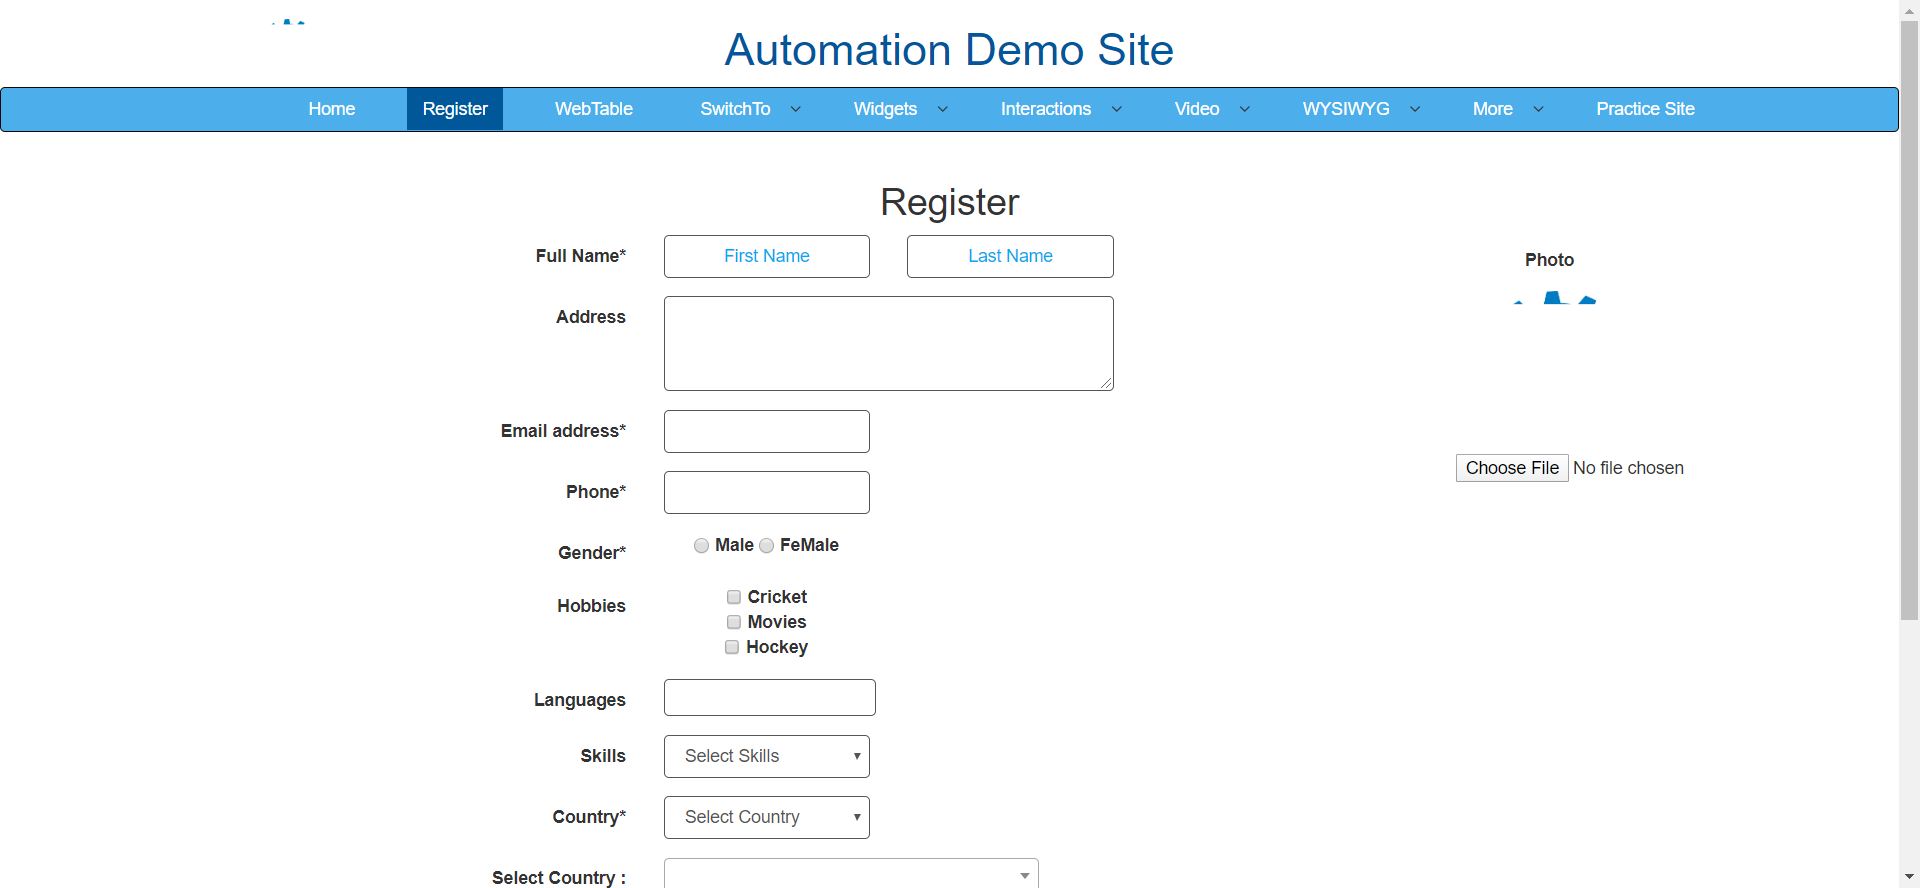 Automation Demo Site
Home Register WebTable SwitchTo Widgets Interactions Video WYSIWYG More Practice Site
Register
Full Name* First Name Last Name
Photo
Address
Email address*
Choose File No file chosen
Phone*
Gender* Male FeMale
Hobbies Cricket
Movies
Hockey
Languages
Skills Select Skills
Country* Select Country
Select Country :